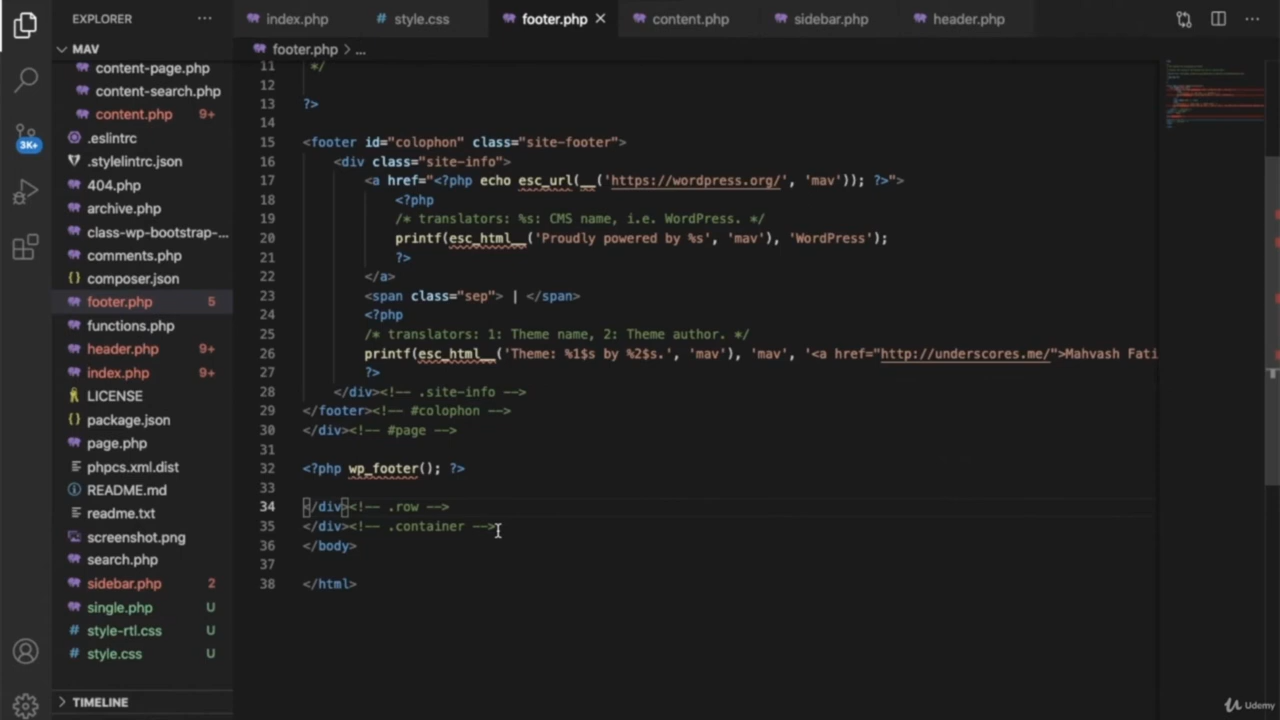 EXPLORER
MAV
content-page.php
content-search.php
content.php 9+
.eslintrc
.stylelintrc.json
3K+
404.php
archive.php
class-wp-bootstrap-...
comments.php
composer.json
footer.php 5
functions.php
header.php 9+
index.php 9+
LICENSE
package.json
page.php
phpcs.xml.dist
README.md
readme.txt
screenshot.png
search.php
sidebar.php 2
single.php U
style-rtl.css U
style.css U
TIMELINE
index.php style.css footer.php content.php sidebar.php header.php
footer.php > ...
11 */
12
13 ?>
14
15 <footer id="colophon" class="site-footer">
16 <div class="site-info">
17 <a href="<?php echo esc_url(__('https://wordpress.org/', 'mav')); ?>">
18 <?php
19 /* translators: %s: CMS name, i.e. WordPress. */
20 printf(esc_html__('Proudly powered by %s', 'mav'), 'WordPress');
21 ?>
22 </a>
23 <span class="sep"> | </span>
24 <?php
25 /* translators: 1: Theme name, 2: Theme author. */
26 printf(esc_html__('Theme: %1$s by %2$s.', 'mav'), 'mav', '<a href="http://underscores.me/">Mahvash Fati
27 ?>
28 </div><!-- .site-info -->
29 </footer><!-- #colophon -->
30 </div><!-- #page -->
31
32 <?php wp_footer(); ?>
33
34 </div><!-- .row -->
35 </div><!-- .container -->
36 </body>
37
38 </html>
Udemy